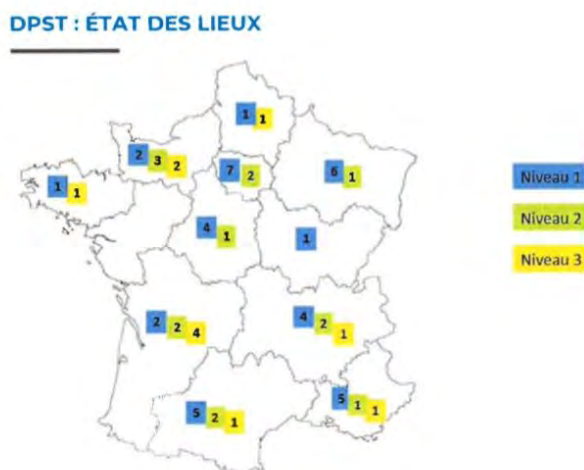 DPST : ÉTAT DES LIEUX
1 1
2 3 2
7 2
6 1
Niveau 1
1 1
Niveau 2
4 1
1
Niveau 3
2 2 4
4 2 1
5 1 1
5 2 1